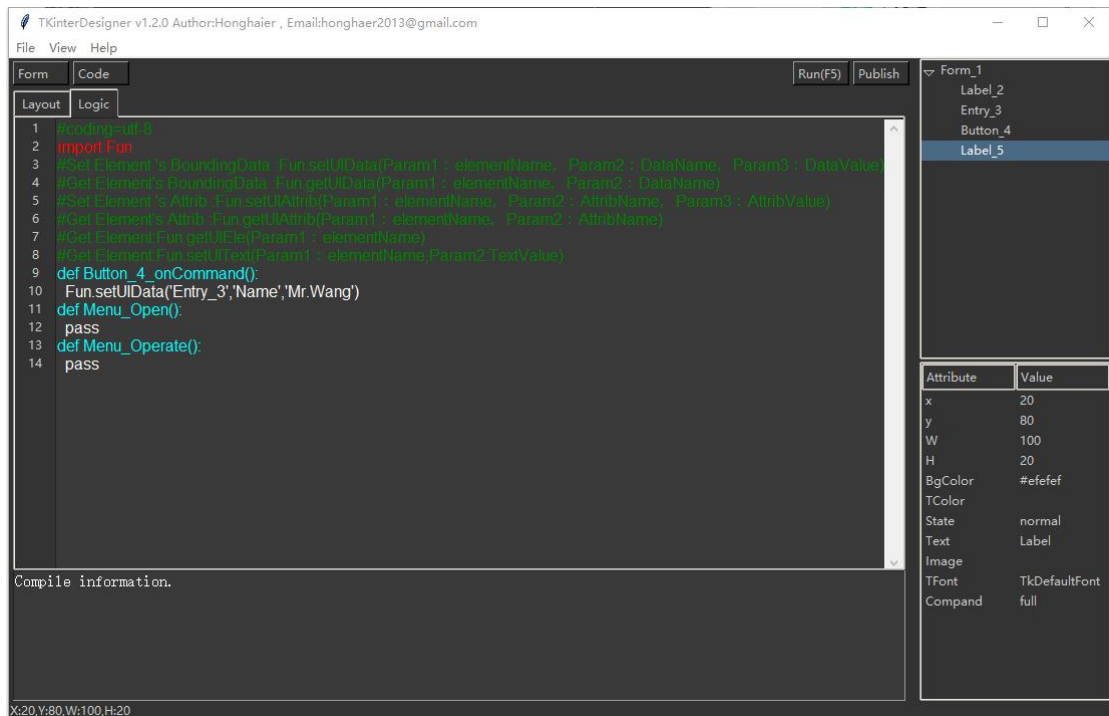 TKinterDesigner v1.2.0 Author:Honghaier , Email:honghaer2013@gmail.com
File View Help
Form Code Run(F5) Publish
Layout Logic
1 #coding=utf-8
2 import Fun
3 #Set Element 's BoundingData :Fun.setUIData(Param1：elementName， Param2：DataName， Param3：DataValue)
4 #Get Element's BoundingData :Fun.getUIData(Param1：elementName， Param2：DataName)
5 #Set Element 's Attrib :Fun.setUIAttrib(Param1：elementName， Param2：AttribName， Param3：AttribValue)
6 #Get Element's Attrib :Fun.getUIAttrib(Param1：elementName， Param2：AttribName)
7 #Get Element:Fun.getUIEle(Param1：elementName)
8 #Get Element:Fun.setUIText(Param1：elementName,Param2:TextValue)
9 def Button_4_onCommand():
10 Fun.setUIData('Entry_3','Name','Mr.Wang')
11 def Menu_Open():
12 pass
13 def Menu_Operate():
14 pass
Compile information.
X:20,Y:80,W:100,H:20
Form_1
Label_2
Entry_3
Button_4
Label_5
Attribute Value
x 20
y 80
W 100
H 20
BgColor #efefef
TColor
State normal
Text Label
Image
TFont TkDefaultFont
Compand full